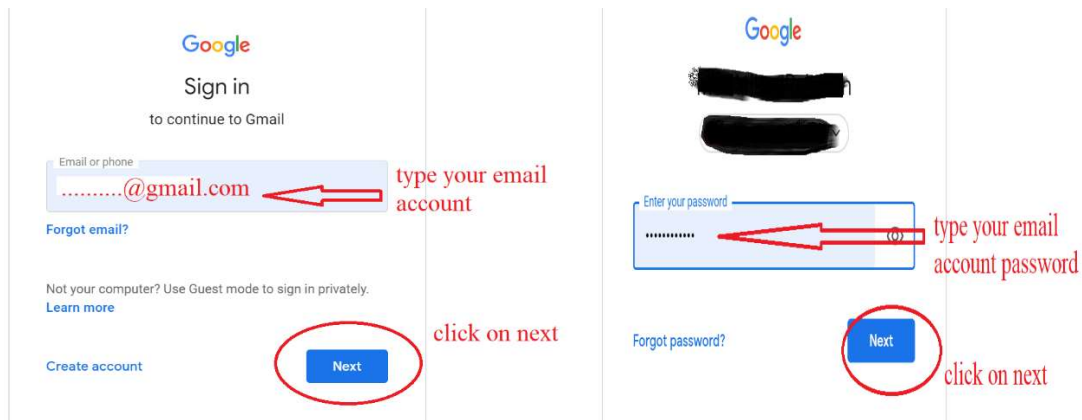 Google
Sign in
to continue to Gmail
Email or phone
..........@gmail.com
type your email
account
Forgot email?
Not your computer? Use Guest mode to sign in privately.
Learn more
click on next
Create account
Next
Google
Enter your password
••••••••••••
type your email
account password
Forgot password?
Next
click on next